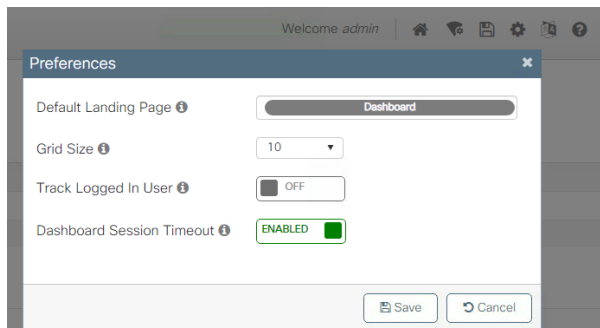 Welcome admin
Preferences
Default Landing Page
Dashboard
Grid Size
10
Track Logged In User
OFF
Dashboard Session Timeout
ENABLED
Save
Cancel